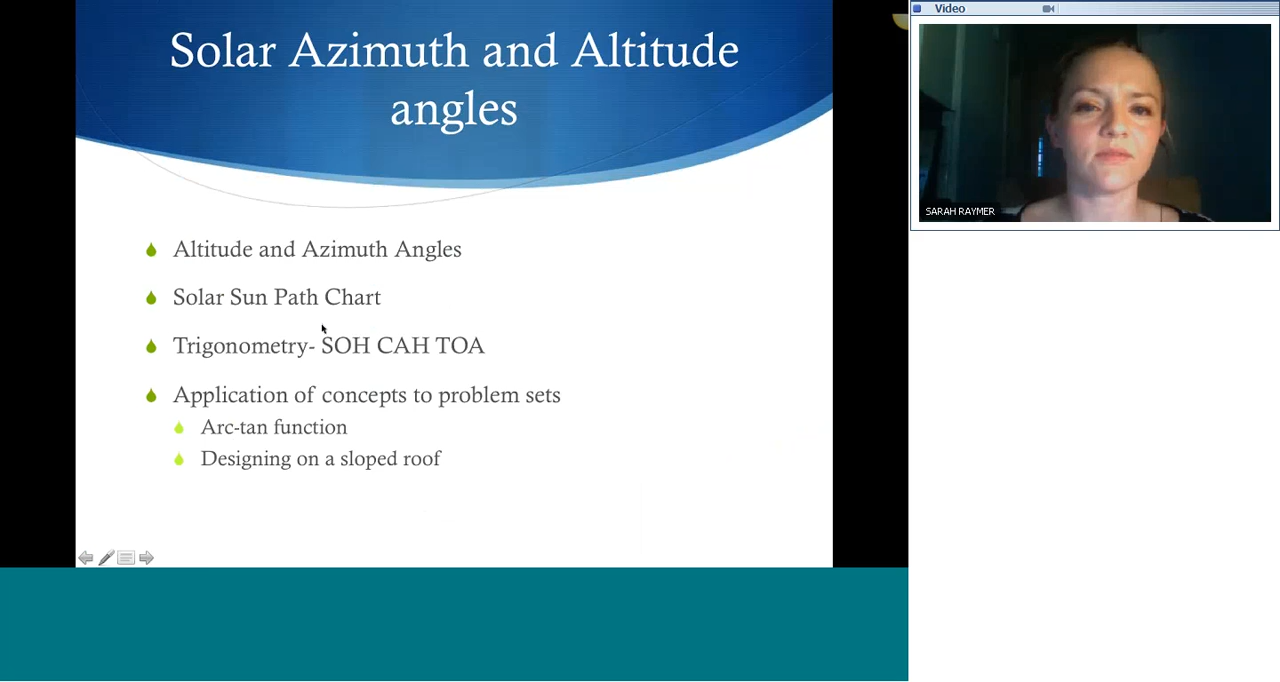 Solar Azimuth and Altitude
angles
Altitude and Azimuth Angles
Solar Sun Path Chart
Trigonometry- SOH CAH TOA
Application of concepts to problem sets
Arc-tan function
Designing on a sloped roof
Video
SARAH RAYMER